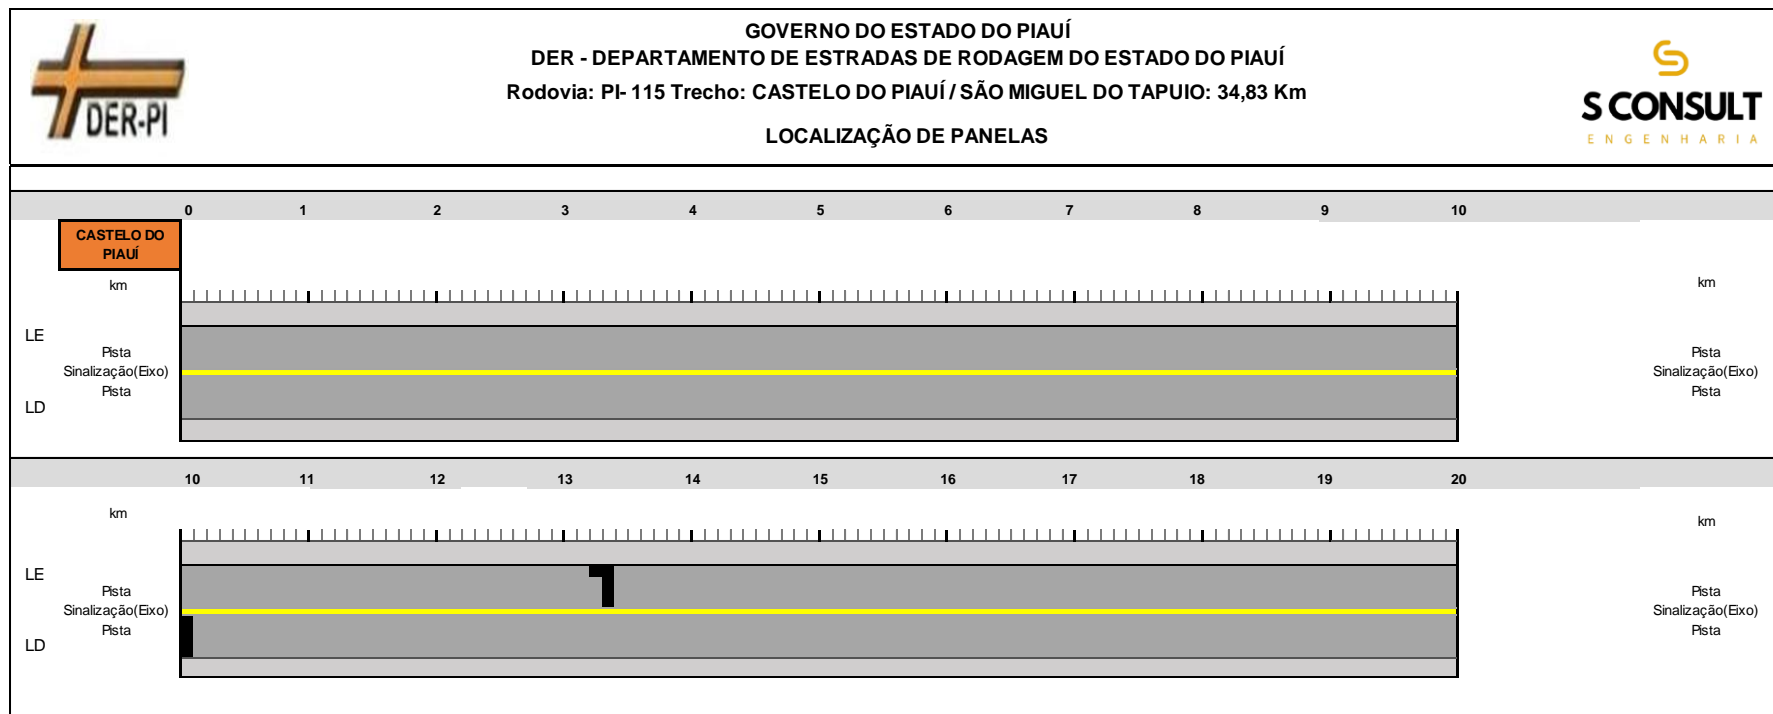 GOVERNO DO ESTADO DO PIAUÍ
DER - DEPARTAMENTO DE ESTRADAS DE RODAGEM DO ESTADO DO PIAUÍ
Rodovia: PI- 115 Trecho: CASTELO DO PIAUÍ / SÃO MIGUEL DO TAPUIO: 34,83 Km
LOCALIZAÇÃO DE PANELAS
DER-PI
S CONSULT
ENGENHARIA
0 1 2 3 4 5 6 7 8 9 10
CASTELO DO
PIAUÍ
km km
LE
Pista Pista
Sinalização(Eixo) Sinalização(Eixo)
Pista Pista
LD
10 11 12 13 14 15 16 17 18 19 20
km km
LE
Pista Pista
Sinalização(Eixo) Sinalização(Eixo)
Pista Pista
LD